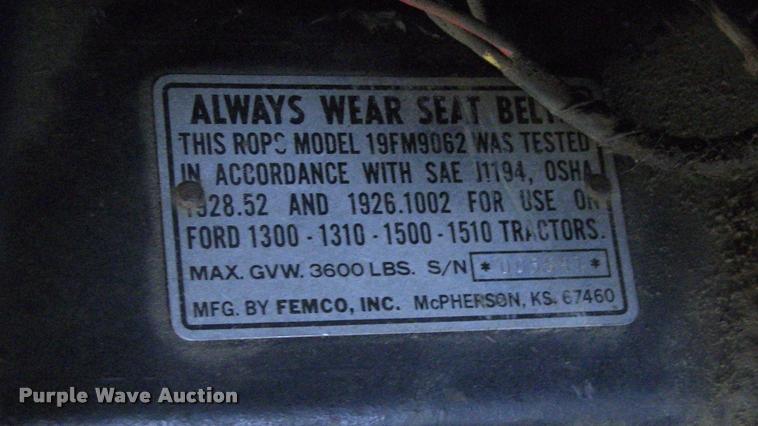 ALWAYS WEAR SEAT
THIS ROPS MODEL 19FM9062 WAS TESTED
IN ACCORDANCE WITH SAE J1194, OSHA
1928.52 AND 1926.1002 FOR USE ON
FORD 1300 - 1310 - 1500 - 1510 TRACTORS.
MAX. GVW. 3600 LBS. S/N * *
MFG. BY FEMCO, INC. McPHERSON, KS. 67460
Purple Wave Auction